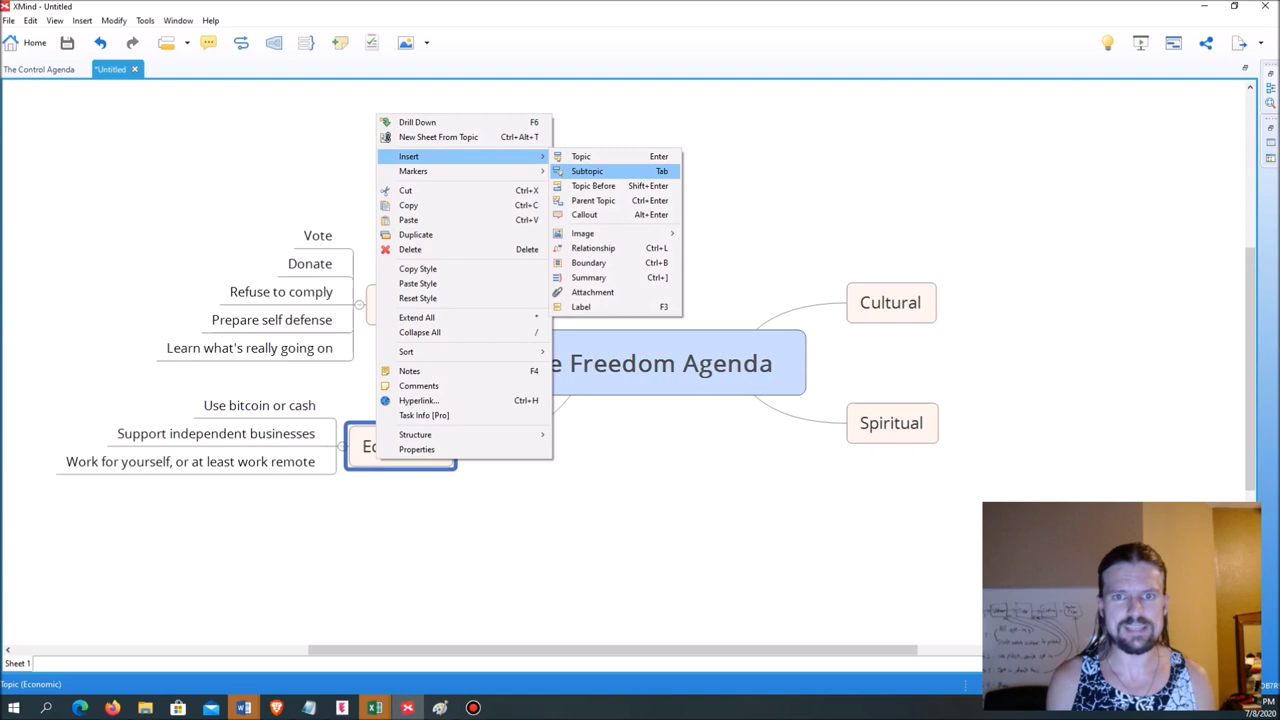 XMind - Untitled
File Edit View Insert Modify Tools Window Help
Home
The Control Agenda
*Untitled
Drill Down F6
New Sheet From Topic Ctrl+Alt+T
Insert
Markers
Cut Ctrl+X
Copy Ctrl+C
Paste Ctrl+V
Duplicate
Delete Delete
Copy Style
Paste Style
Reset Style
Extend All *
Collapse All /
Sort
Notes F4
Comments
Hyperlink... Ctrl+H
Task Info [Pro]
Structure
Properties
Topic Enter
Subtopic Tab
Topic Before Shift+Enter
Parent Topic Ctrl+Enter
Callout Alt+Enter
Image
Relationship Ctrl+L
Boundary Ctrl+B
Summary Ctrl+]
Attachment
Label F3
Vote
Donate
Refuse to comply
Prepare self defense
Learn what's really going on
Use bitcoin or cash
Support independent businesses
Work for yourself, or at least work remote
Ec
e Freedom Agenda
Cultural
Spiritual
Sheet 1
Topic (Economic)
PM
7/8/2020